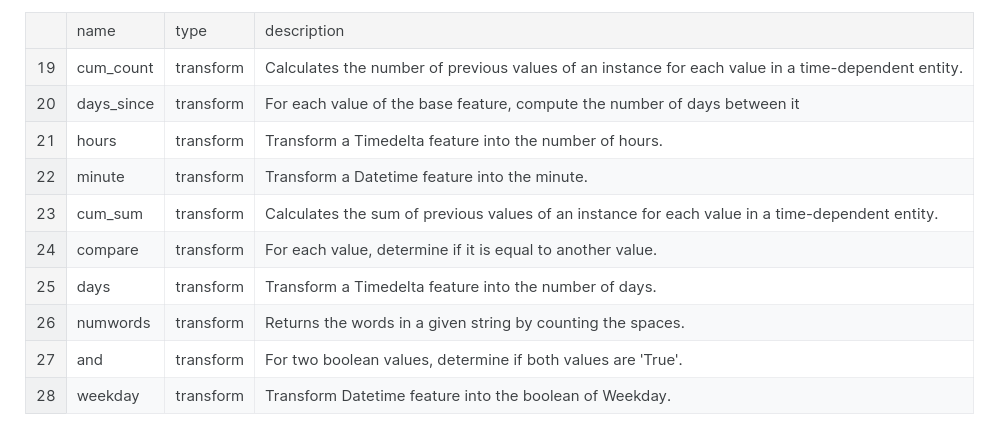 name type description
19 cum_count transform Calculates the number of previous values of an instance for each value in a time-dependent entity.
20 days_since transform For each value of the base feature, compute the number of days between it
21 hours transform Transform a Timedelta feature into the number of hours.
22 minute transform Transform a Datetime feature into the minute.
23 cum_sum transform Calculates the sum of previous values of an instance for each value in a time-dependent entity.
24 compare transform For each value, determine if it is equal to another value.
25 days transform Transform a Timedelta feature into the number of days.
26 numwords transform Returns the words in a given string by counting the spaces.
27 and transform For two boolean values, determine if both values are 'True'.
28 weekday transform Transform Datetime feature into the boolean of Weekday.